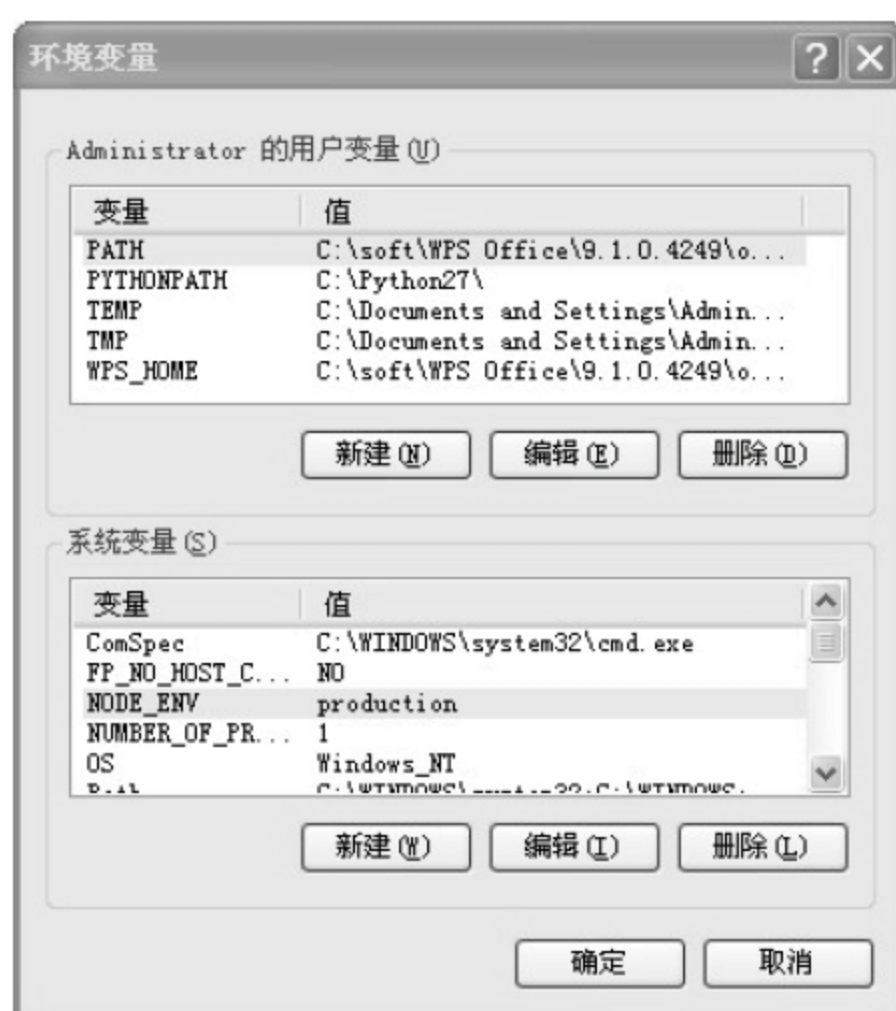 环境变量
Administrator 的用户变量(U)
变量 值
PATH C:\soft\WPS Office\9.1.0.4249\o...
PYTHONPATH C:\Python27\
TEMP C:\Documents and Settings\Admin...
TMP C:\Documents and Settings\Admin...
WPS_HOME C:\soft\WPS Office\9.1.0.4249\o...
新建(N) 编辑(E) 删除(D)
系统变量(S)
变量 值
ComSpec C:\WINDOWS\system32\cmd.exe
FP_NO_HOST_C... NO
NODE_ENV production
NUMBER_OF_PR... 1
OS Windows_NT
新建(W) 编辑(I) 删除(L)
确定 取消